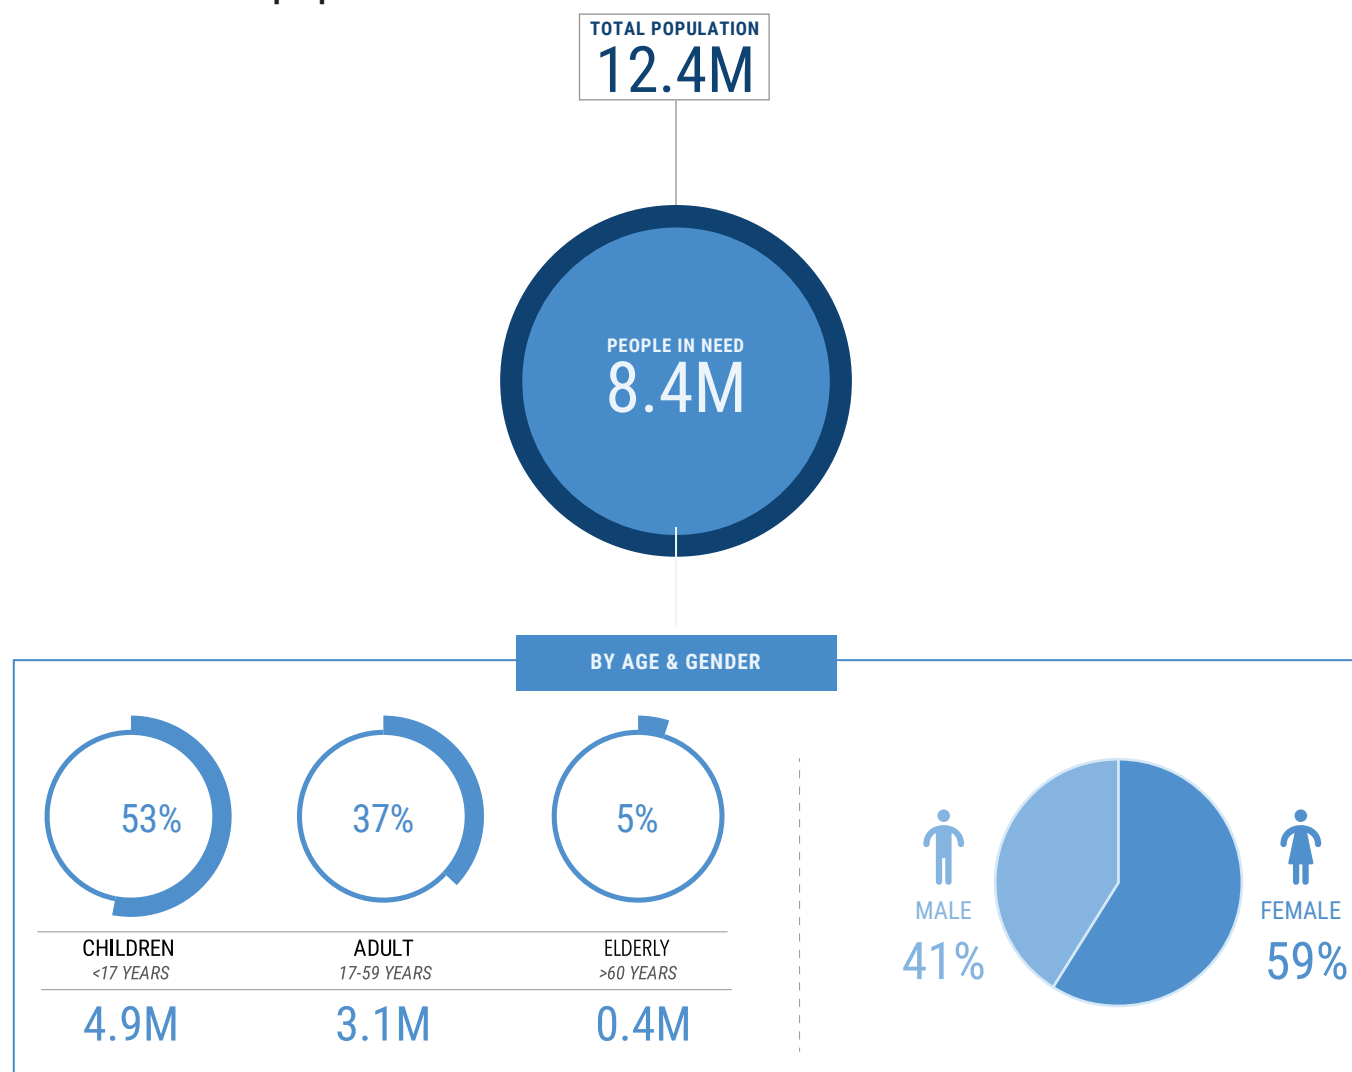 TOTAL POPULATION
12.4M
PEOPLE IN NEED
8.4M
BY AGE & GENDER
53%
37%
5%
CHILDREN
<17 YEARS
4.9M
ADULT
17-59 YEARS
3.1M
ELDERLY
>60 YEARS
0.4M
MALE
41%
FEMALE
59%